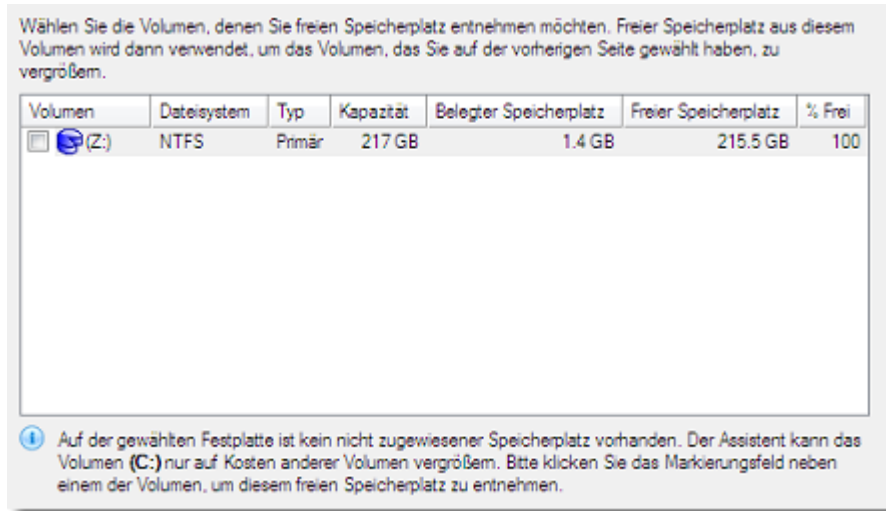 Wählen Sie die Volumen, denen Sie freien Speicherplatz entnehmen möchten. Freier Speicherplatz aus diesem
Volumen wird dann verwendet, um das Volumen, das Sie auf der vorherigen Seite gewählt haben, zu
vergrößern.
Volumen Dateisystem Typ Kapazität Belegter Speicherplatz Freier Speicherplatz % Frei
(Z:) NTFS Primär 217 GB 1.4 GB 215.5 GB 100
Auf der gewählten Festplatte ist kein nicht zugewiesener Speicherplatz vorhanden. Der Assistent kann das
Volumen (C:) nur auf Kosten anderer Volumen vergrößern. Bitte klicken Sie das Markierungsfeld neben
einem der Volumen, um diesem freien Speicherplatz zu entnehmen.